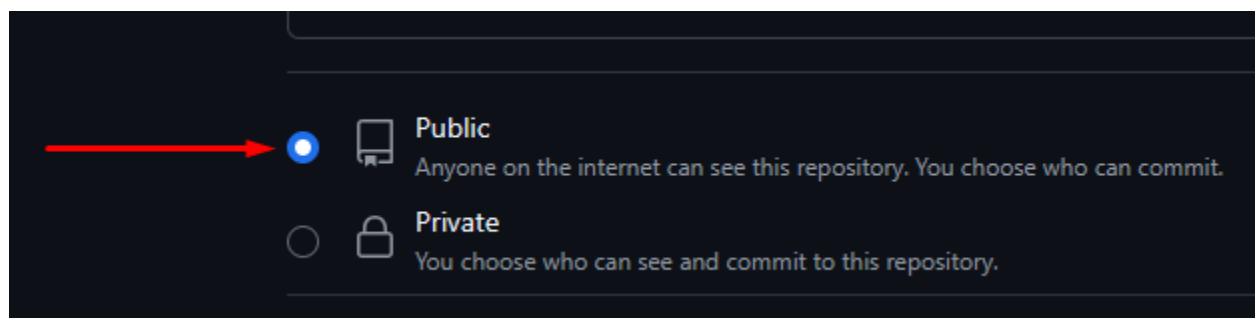 Public
Anyone on the internet can see this repository. You choose who can commit.
Private
You choose who can see and commit to this repository.